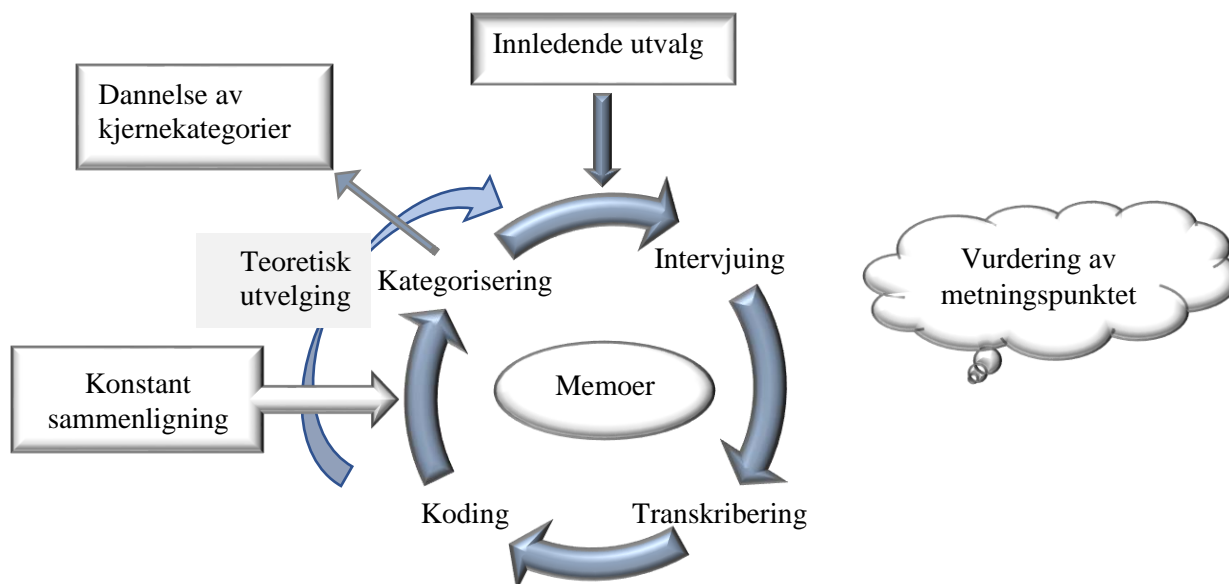 Innledende utvalg
Dannelse av
kjernekategorier
Teoretisk
utvelging
Kategorisering
Intervjuing
Vurdering av
metningspunktet
Konstant
sammenligning
Memoer
Koding
Transkribering